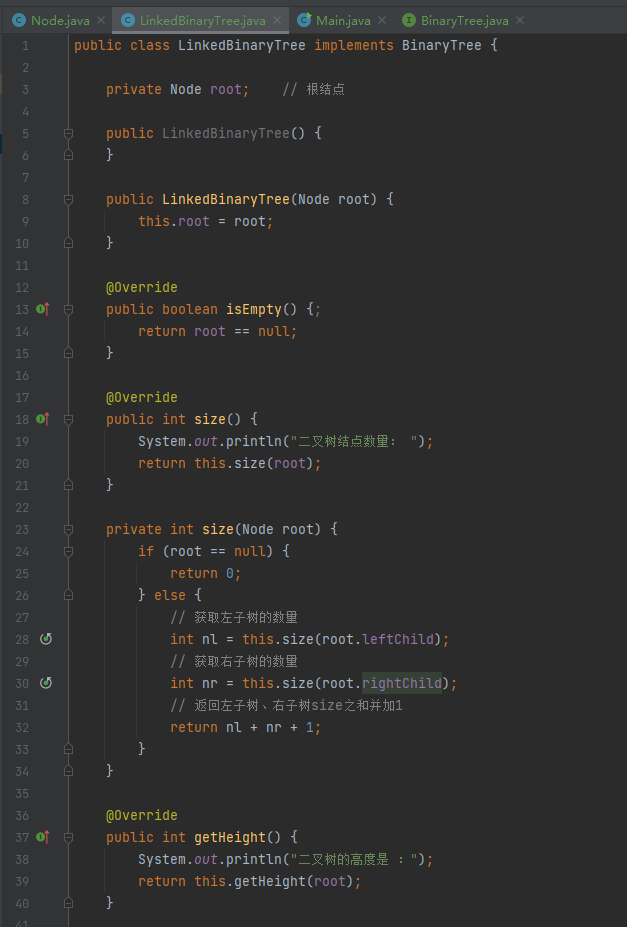 Node.java LinkedBinaryTree.java Main.java BinaryTree.java
1 public class LinkedBinaryTree implements BinaryTree {
2
3 private Node root; // 根结点
4
5 public LinkedBinaryTree() {
6 }
7
8 public LinkedBinaryTree(Node root) {
9 this.root = root;
10 }
11
12 @Override
13 public boolean isEmpty() {;
14 return root == null;
15 }
16
17 @Override
18 public int size() {
19 System.out.println("二叉树结点数量: ");
20 return this.size(root);
21 }
22
23 private int size(Node root) {
24 if (root == null) {
25 return 0;
26 } else {
27 // 获取左子树的数量
28 int nl = this.size(root.leftChild);
29 // 获取右子树的数量
30 int nr = this.size(root.rightChild);
31 // 返回左子树、右子树size之和并加1
32 return nl + nr + 1;
33 }
34 }
35
36 @Override
37 public int getHeight() {
38 System.out.println("二叉树的高度是 :");
39 return this.getHeight(root);
40 }
41